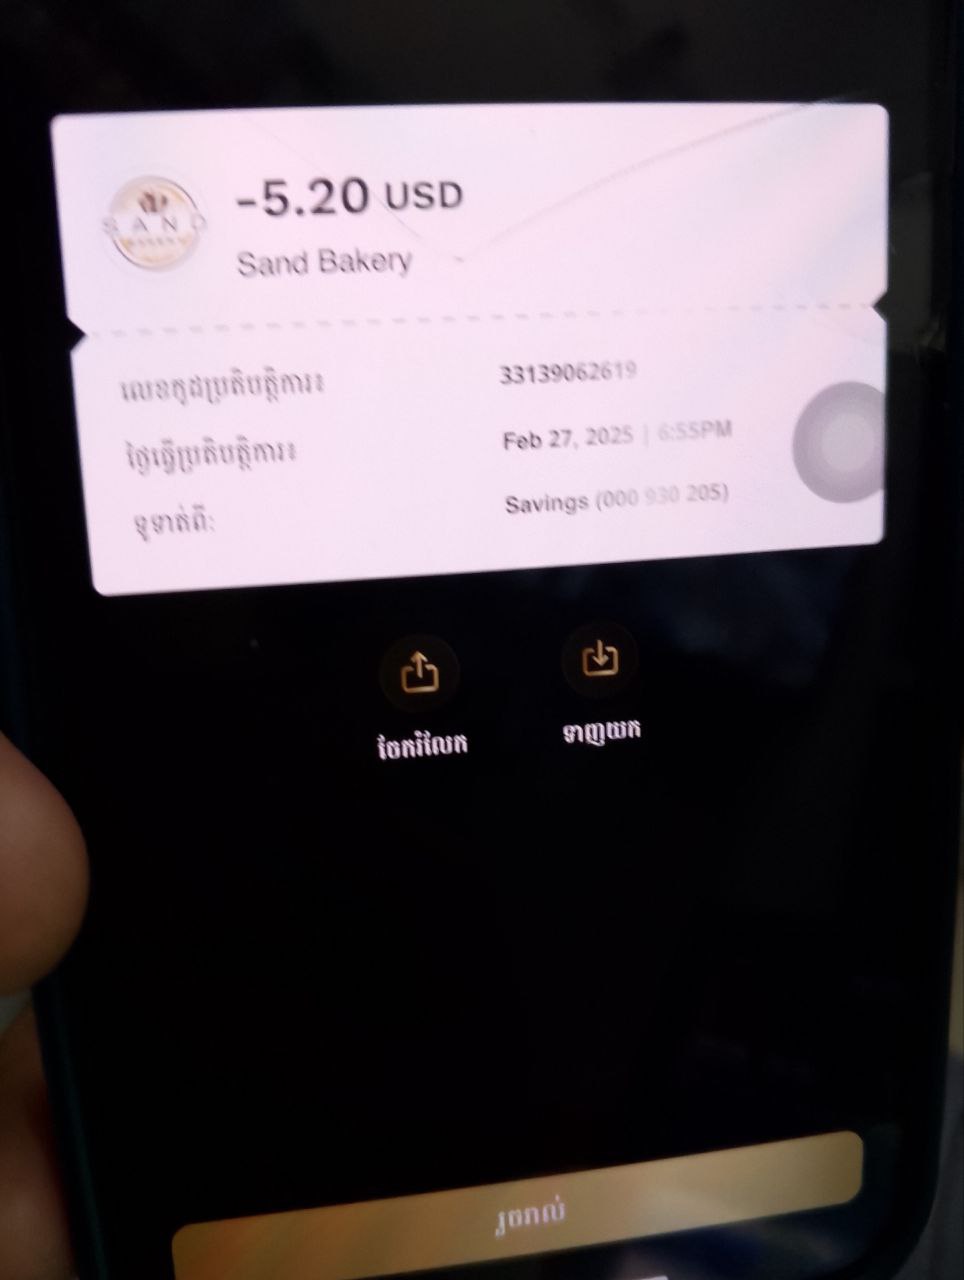 SAND
BAKERY
-5.20 USD
Sand Bakery
លេខកូដប្រតិបត្តិការ៖ 33139062619
ថ្ងៃធ្វើប្រតិបត្តិការ៖ Feb 27, 2025 | 6:55PM
ទូទាត់ពី: Savings (000 930 205)
ចែករំលែក ទាញយក
រួចរាល់